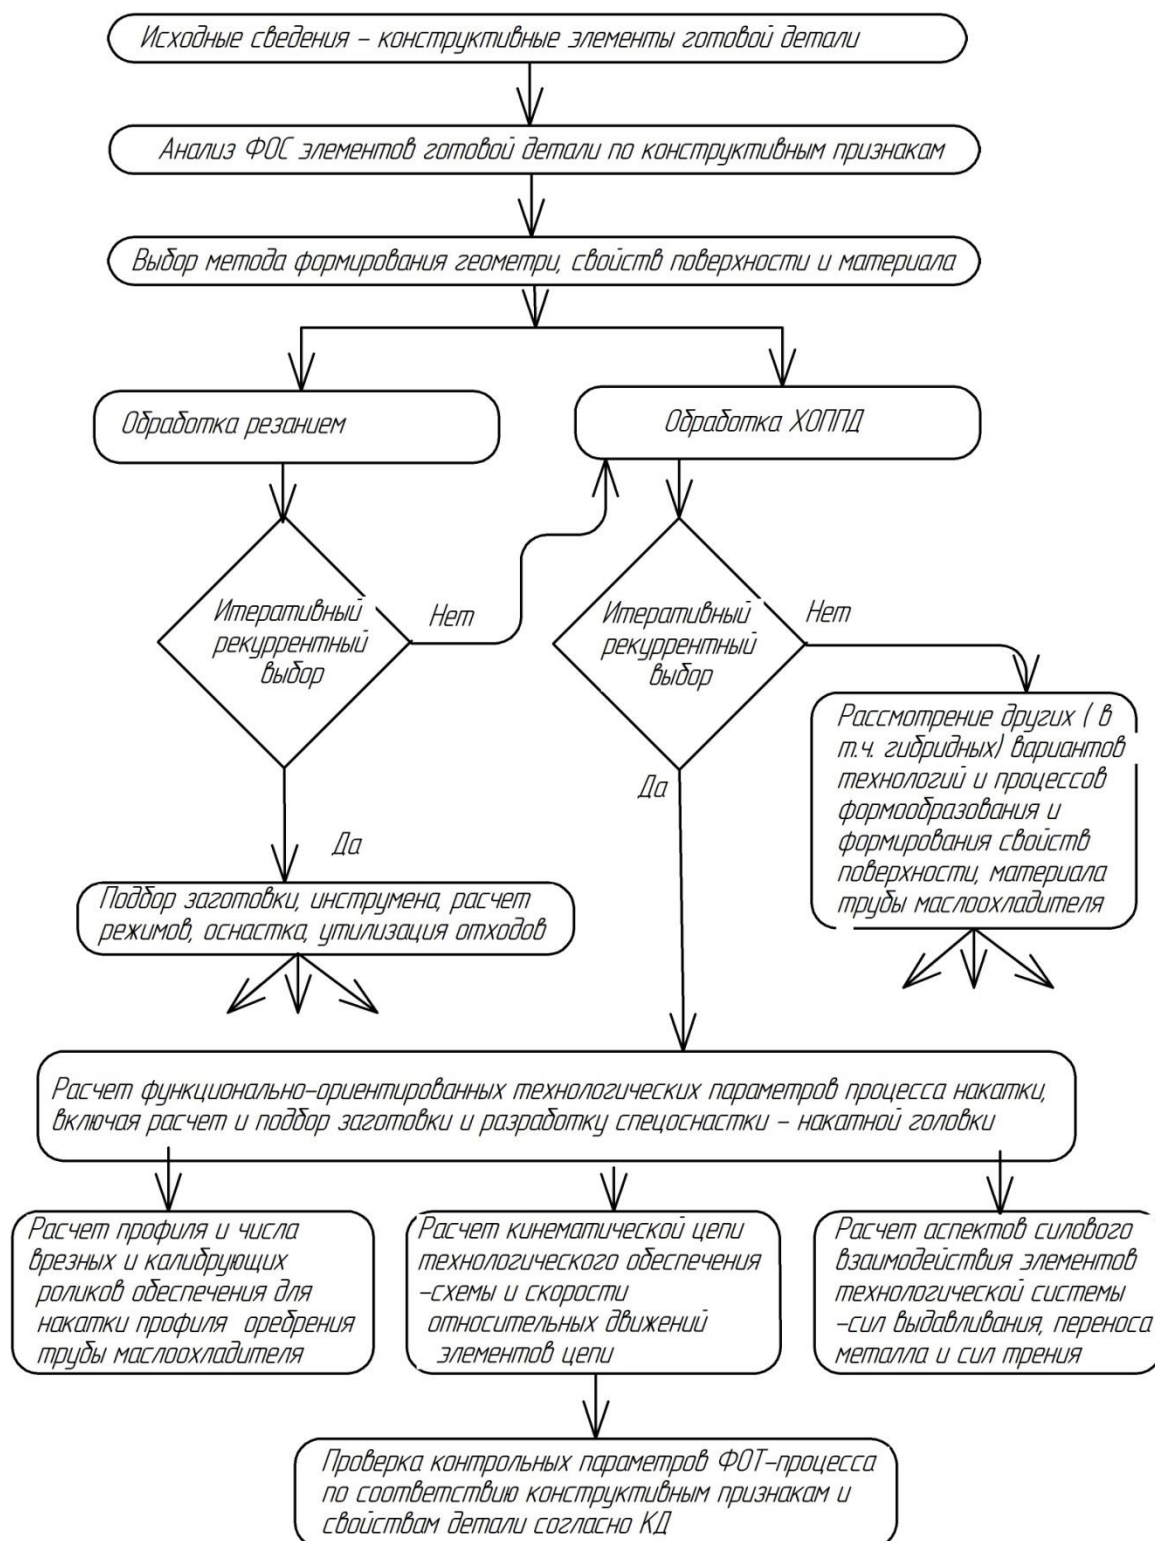 Исходные сведения – конструктивные элементы готовой детали
Анализ ФОС элементов готовой детали по конструктивным признакам
Выбор метода формирования геометри, свойств поверхности и материала
Обработка резанием
Обработка ХОППД
Итеративный
рекуррентный
выбор
Нет
Итеративный
рекуррентный
выбор
Нет
Да
Да
Рассмотрение других ( в
т.ч. гибридных) вариантов
технологий и процессов
формообразования и
формирования свойств
поверхности, материала
трубы маслоохладителя
Подбор заготовки, инструмена, расчет
режимов, оснастка, утилизация отходов
Расчет функционально-ориентированных технологических параметров процесса накатки,
включая расчет и подбор заготовки и разработку спецоснастки – накатной головки
Расчет профиля и числа
врезных и калибрующих
роликов обеспечения для
накатки профиля оребрения
трубы маслоохладителя
Расчет кинематической цепи
технологического обеспечения
-схемы и скорости
относительных движений
элементов цепи
Расчет аспектов силового
взаимодействия элементов
технологической системы
-сил выдавливания, переноса
металла и сил трения
Проверка контрольных параметров ФОТ-процесса
по соответствию конструктивным признакам и
свойствам детали согласно КД